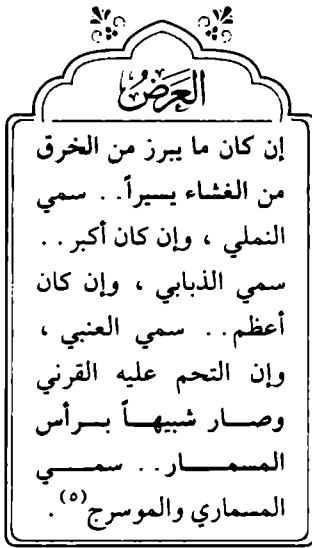 العَرَضُ
إن كان ما يبرز من الخرق
من الغشاء يسيراً . . سمي
النملي ، وإن كان أكبر . .
سمي الذبابي ، وإن كان
أعظم . . سمي العنبي ،
وإن التحم عليه القرني
وصار شبيهاً برأس
المسمار . . سمي
المسماري والموسرج(٥) .